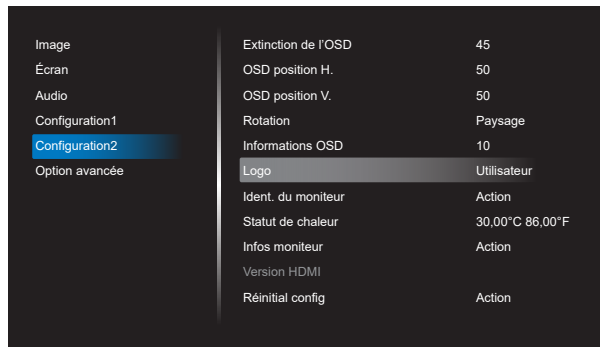 Image
Écran
Audio
Configuration1
Configuration2
Option avancée
Extinction de l’OSD 45
OSD position H. 50
OSD position V. 50
Rotation Paysage
Informations OSD 10
Logo Utilisateur
Ident. du moniteur Action
Statut de chaleur 30,00°C 86,00°F
Infos moniteur Action
Version HDMI
Réinitial config Action